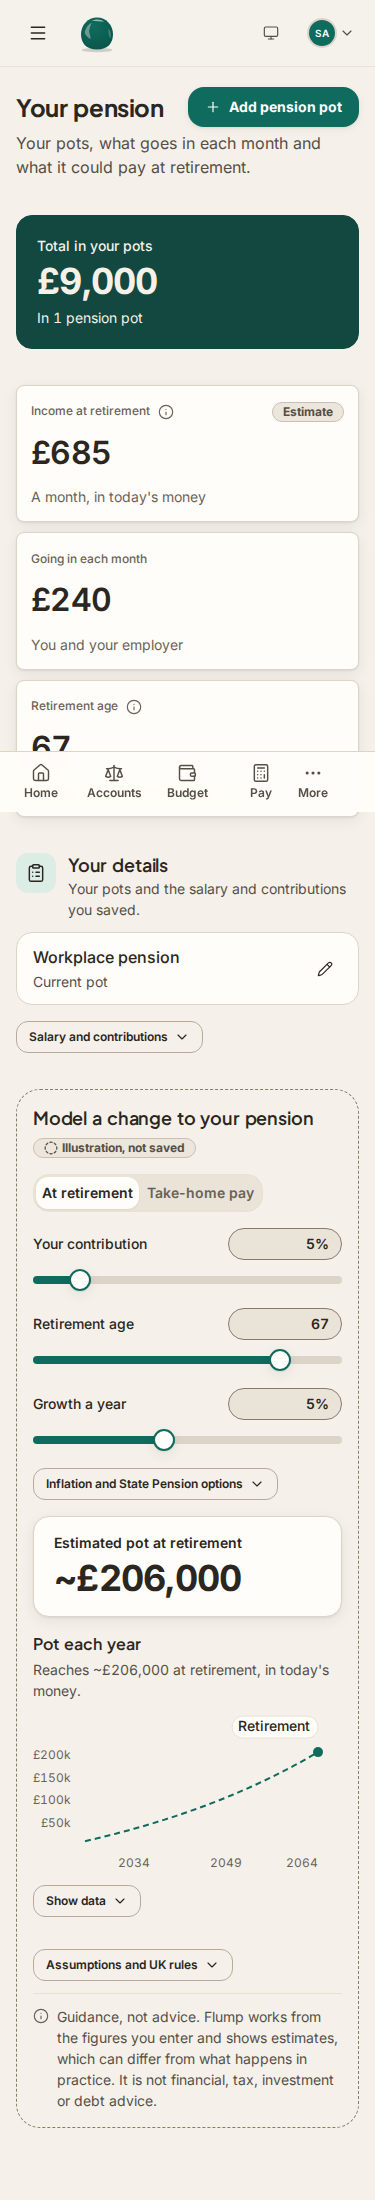 SA
Your pension
Add pension pot
Your pots, what goes in each month and
what it could pay at retirement.
Total in your pots
£9,000
In 1 pension pot
Income at retirement
Estimate
£685
A month, in today's money
Going in each month
£240
You and your employer
Retirement age
67
Home
Accounts
Budget
Pay
More
Your details
Your pots and the salary and contributions
you saved.
Workplace pension
Current pot
Salary and contributions
Model a change to your pension
Illustration, not saved
At retirement
Take-home pay
Your contribution
5%
Retirement age
67
Growth a year
5%
Inflation and State Pension options
Estimated pot at retirement
~£206,000
Pot each year
Reaches ~£206,000 at retirement, in today's
money.
Retirement
£200k
£150k
£100k
£50k
2034
2049
2064
Show data
Assumptions and UK rules
Guidance, not advice. Flump works from
the figures you enter and shows estimates,
which can differ from what happens in
practice. It is not financial, tax, investment
or debt advice.